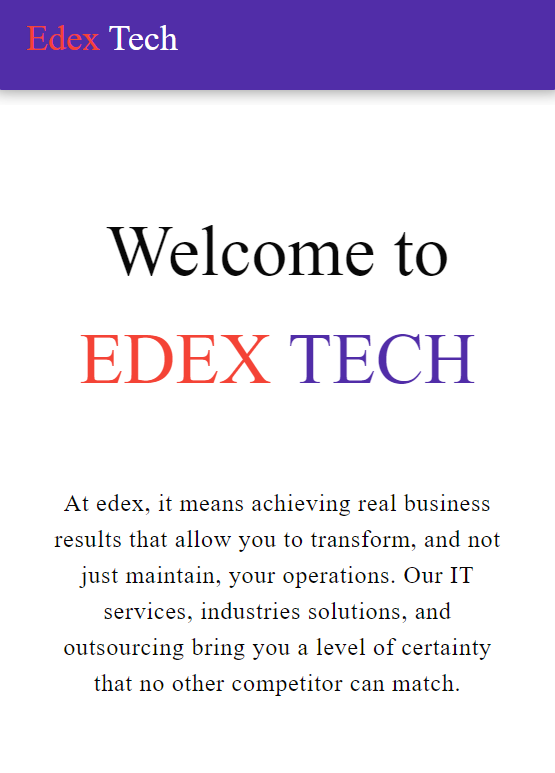 Edex Tech
Welcome to
EDEX TECH
At edex, it means achieving real business
results that allow you to transform, and not
just maintain, your operations. Our IT
services, industries solutions, and
outsourcing bring you a level of certainty
that no other competitor can match.